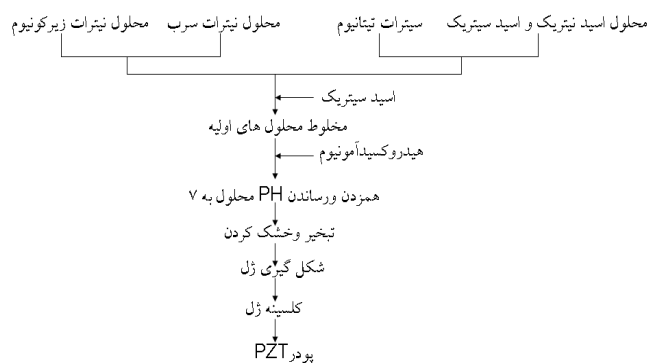 محلول اسید نیتریک و اسید سیتریک
سیترات تیتانیوم
محلول نیترات سرب
محلول نیترات زیرکونیوم
اسید سیتریک
مخلوط محلول های اولیه
هیدروکسیدآمونیوم
همزدن ورساندن PH محلول به ۷
تبخیر وخشک کردن
شکل گیری ژل
کلسینه ژل
پودرPZT